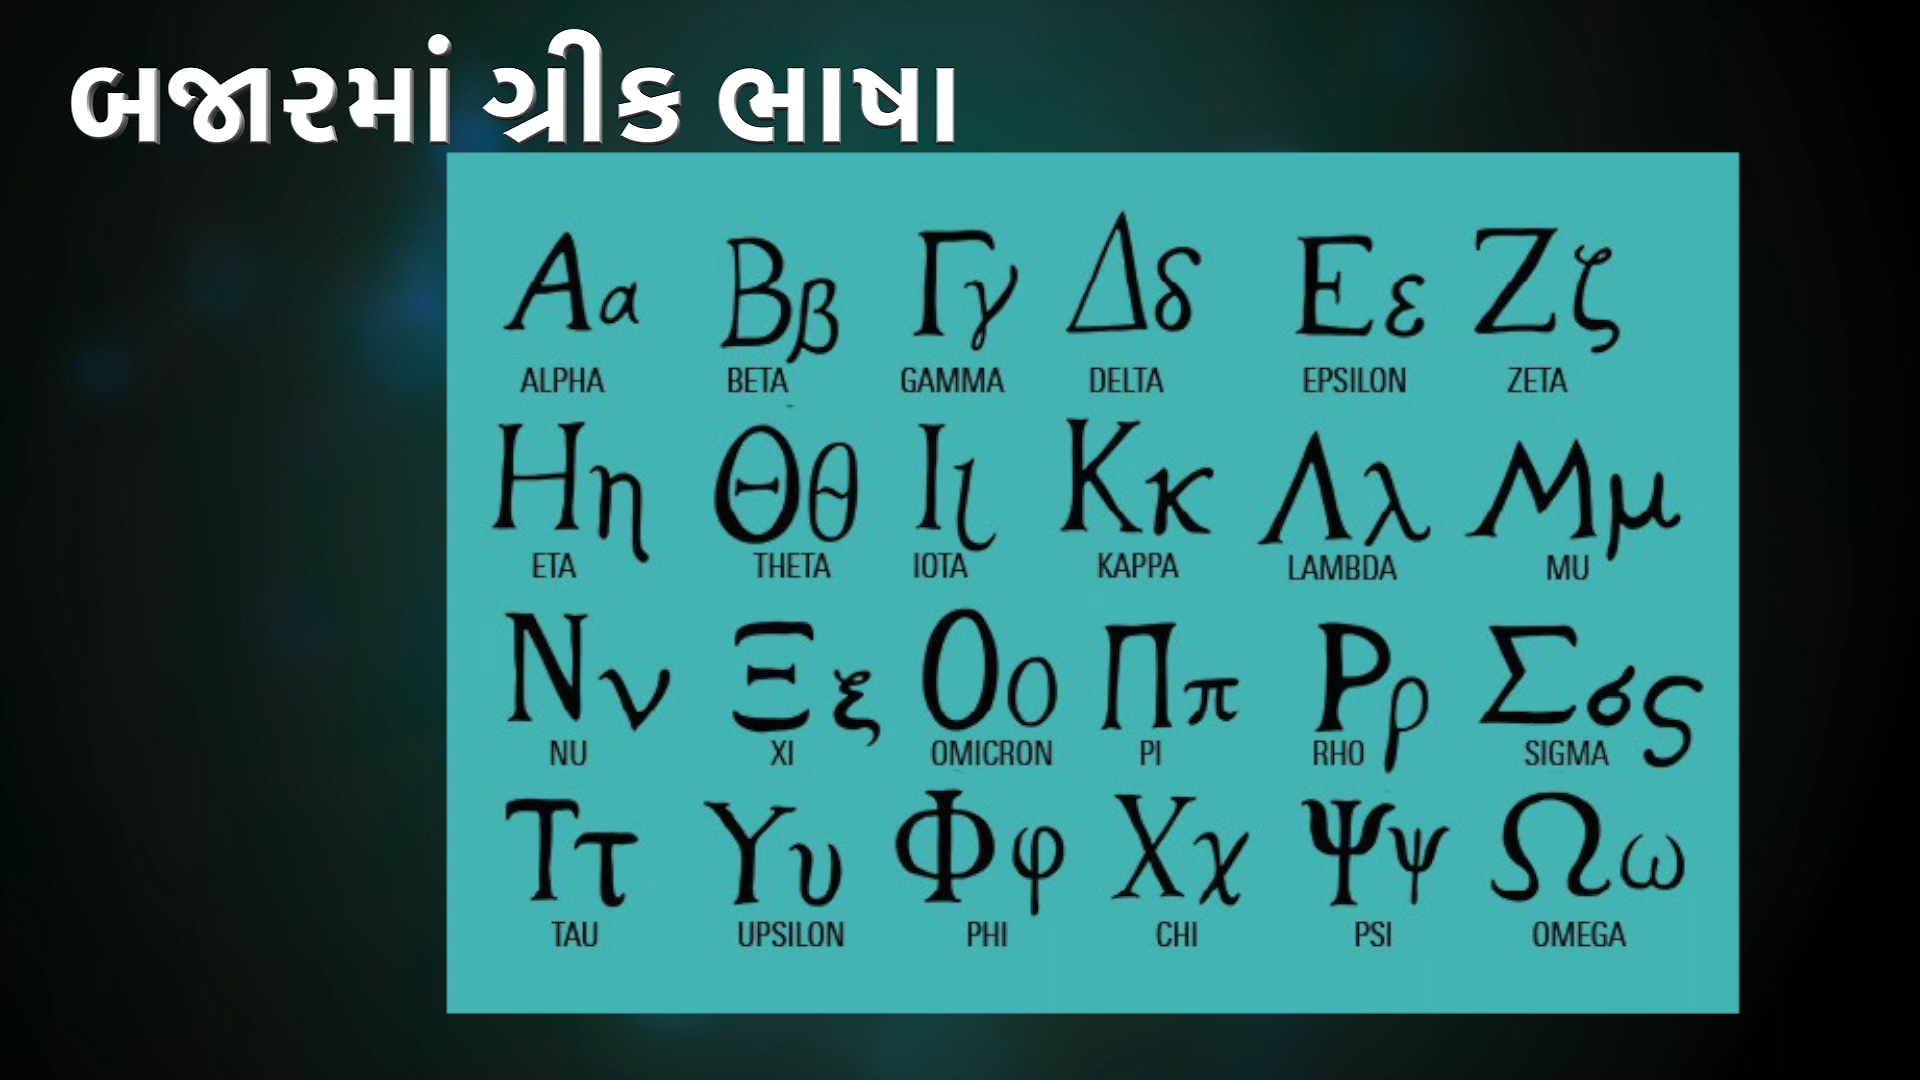 બજારમાં ગ્રીક ભાષા
Αα Ββ Γγ Δδ Εε Ζζ
ALPHA BETA GAMMA DELTA EPSILON ZETA
Ηη Θθ Ιι Κκ Λλ Μμ
ETA THETA IOTA KAPPA LAMBDA MU
Νν Ξξ Οο Ππ Ρρ Σσς
NU XI OMICRON PI RHO SIGMA
Ττ Υυ Φφ Χχ Ψψ Ωω
TAU UPSILON PHI CHI PSI OMEGA